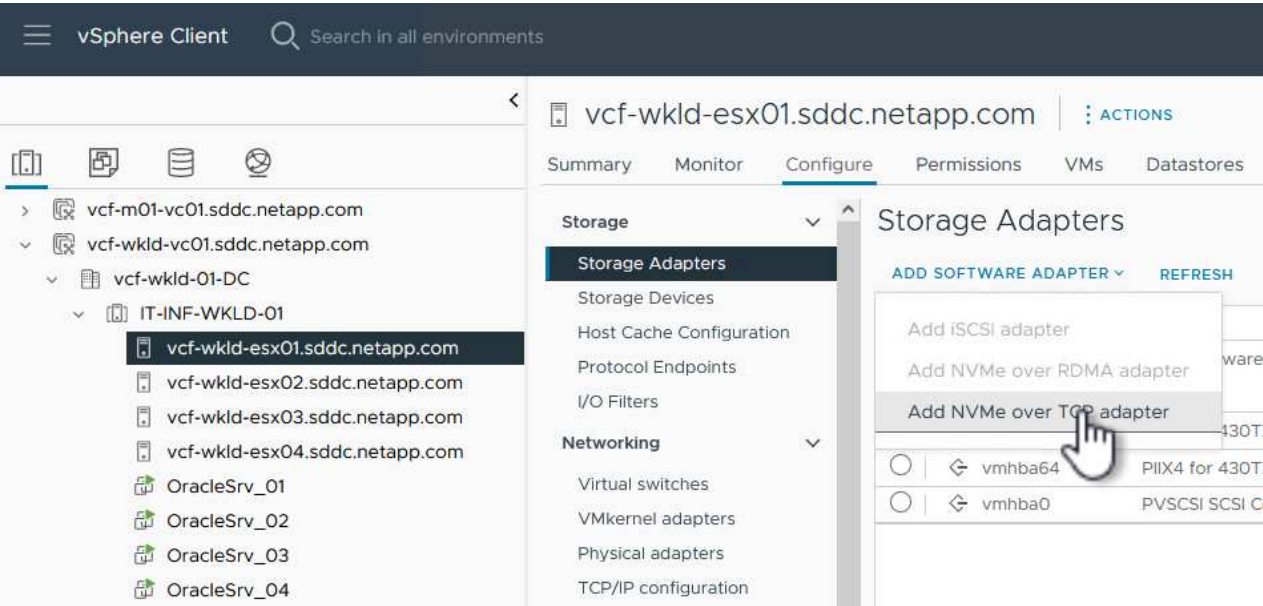 vSphere Client
Search in all environments
vcf-wkld-esx01.sddc.netapp.com
ACTIONS
Summary Monitor Configure Permissions VMs Datastores
vcf-m01-vc01.sddc.netapp.com
vcf-wkld-vc01.sddc.netapp.com
vcf-wkld-01-DC
IT-INF-WKLD-01
vcf-wkld-esx01.sddc.netapp.com
vcf-wkld-esx02.sddc.netapp.com
vcf-wkld-esx03.sddc.netapp.com
vcf-wkld-esx04.sddc.netapp.com
OracleSrv_01
OracleSrv_02
OracleSrv_03
OracleSrv_04
Storage
Storage Adapters
Storage Devices
Host Cache Configuration
Protocol Endpoints
I/O Filters
Networking
Virtual switches
VMkernel adapters
Physical adapters
TCP/IP configuration
Storage Adapters
ADD SOFTWARE ADAPTER REFRESH
Add iSCSI adapter
Add NVMe over RDMA adapter
Add NVMe over TCP adapter
vmhba64 PIIX4 for 430T
vmhba0 PVSCSI SCSI